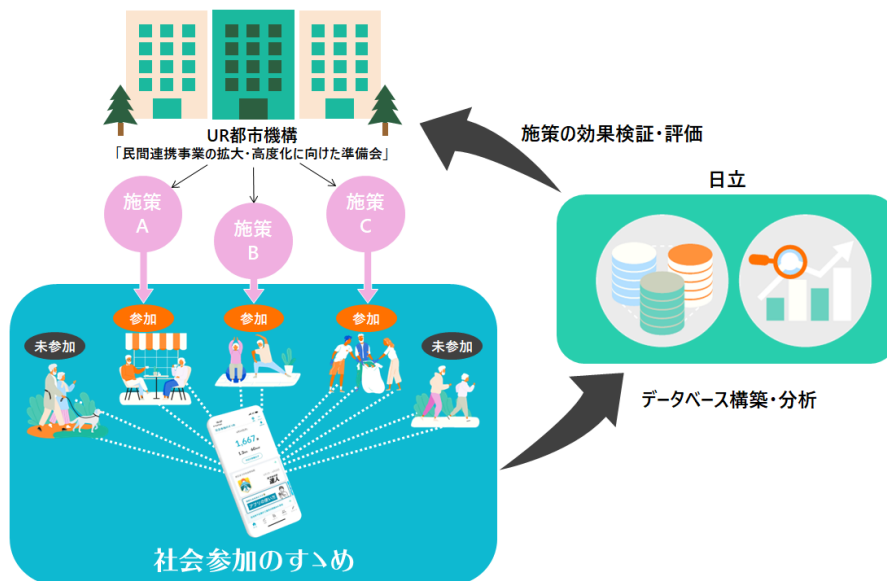 UR都市機構
「民間連携事業の拡大・高度化に向けた準備会」
施策の効果検証・評価
日立
施策
A
施策
B
施策
C
参加
参加
参加
未参加
未参加
1,667
データベース構築・分析
社会参加のすゝめ